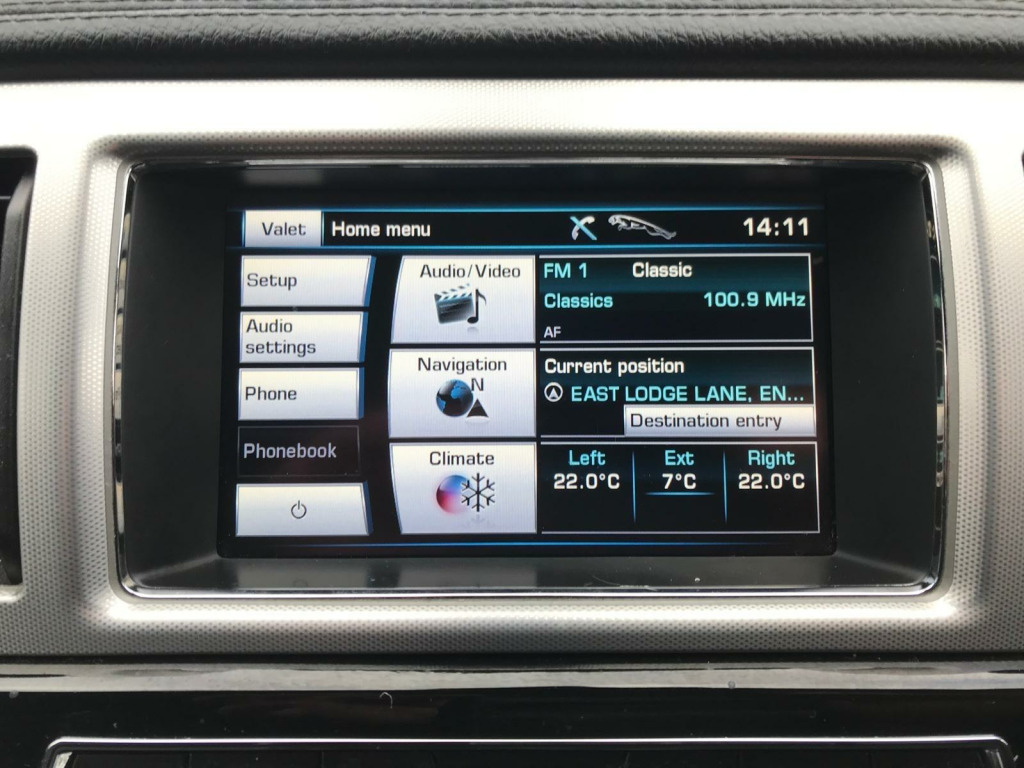 Valet
Home menu
14:11
Setup
Audio
settings
Phone
Phonebook
Audio/Video
Navigation
N
Climate
FM 1 Classic
Classics 100.9 MHz
AF
Current position
EAST LODGE LANE, EN...
Destination entry
Left Ext Right
22.0°C 7°C 22.0°C